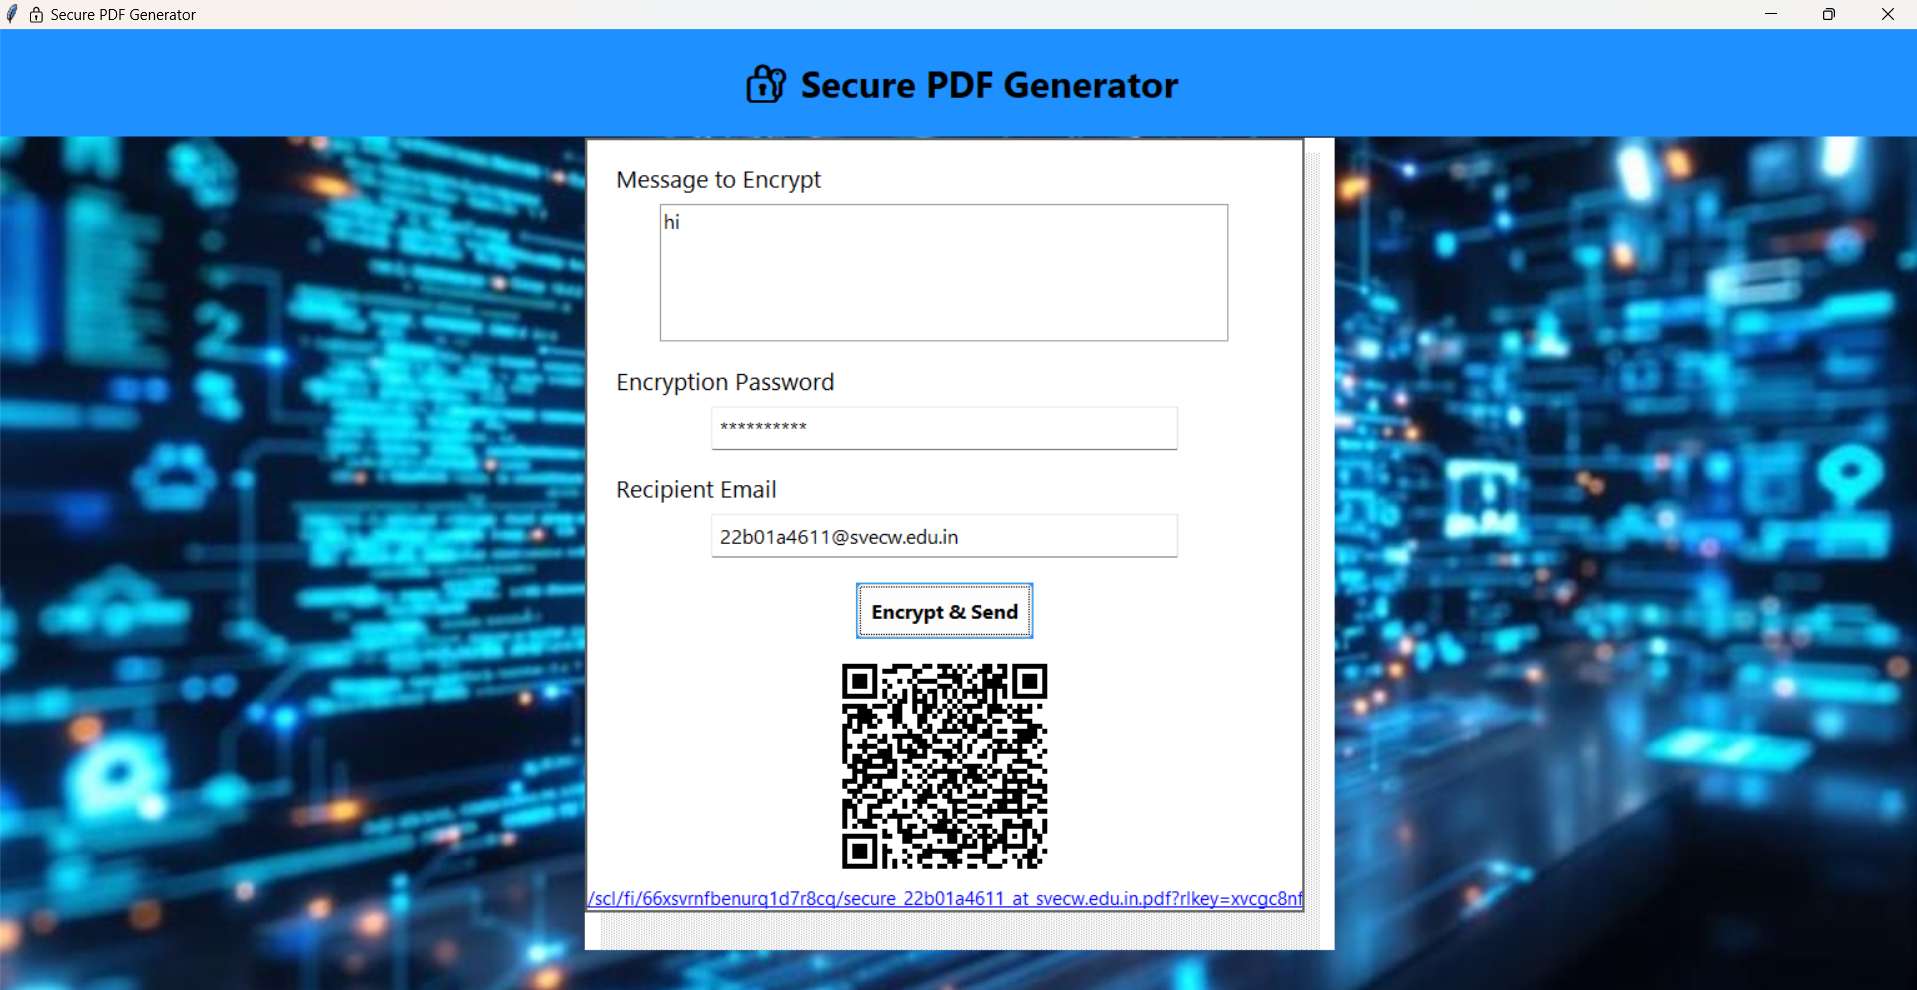 Secure PDF Generator
Secure PDF Generator
Message to Encrypt
hi
Encryption Password
**********
Recipient Email
22b01a4611@svecw.edu.in
Encrypt & Send
/scl/fi/66xsvrnfbenurq1d7r8cq/secure_22b01a4611_at_svecw.edu.in.pdf?rlkey=xvcgc8nf